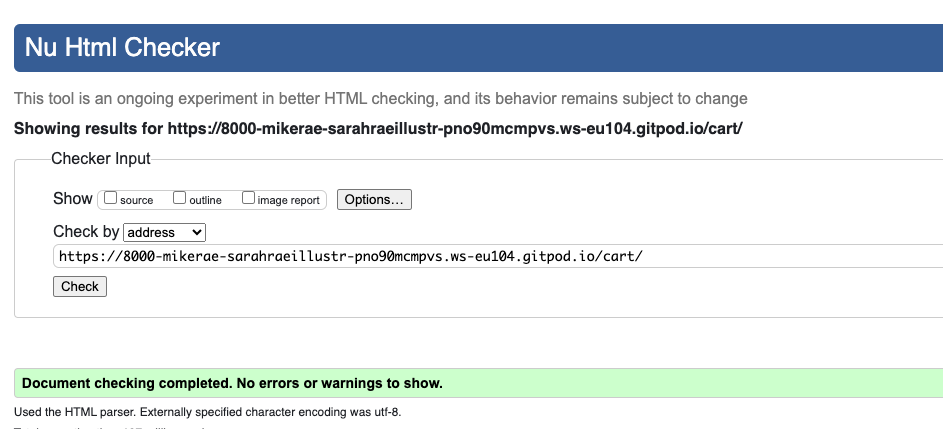 Nu Html Checker
This tool is an ongoing experiment in better HTML checking, and its behavior remains subject to change
Showing results for https://8000-mikerae-sarahraeillustr-pno90mcmpvs.ws-eu104.gitpod.io/cart/
Checker Input
Show source outline image report Options...
Check by address
https://8000-mikerae-sarahraeillustr-pno90mcmpvs.ws-eu104.gitpod.io/cart/
Check
Document checking completed. No errors or warnings to show.
Used the HTML parser. Externally specified character encoding was utf-8.